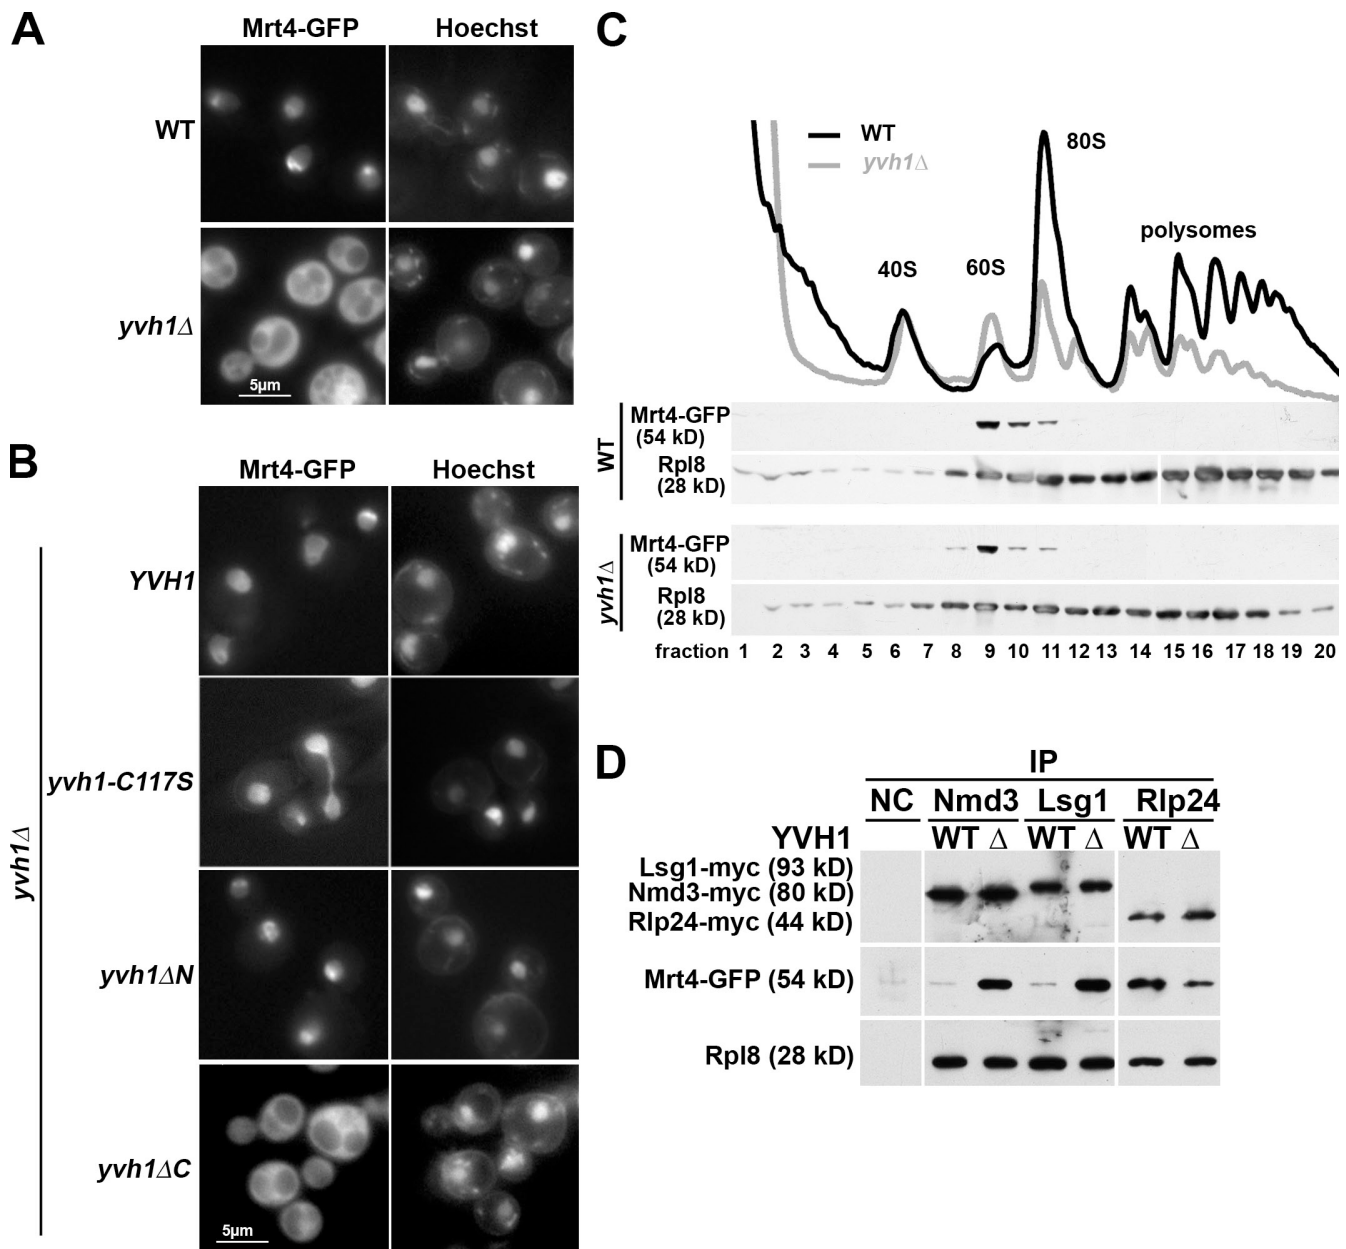 A
Mrt4-GFP Hoechst
WT
yvh1Δ
5μm
B
Mrt4-GFP Hoechst
YVH1
yvh1-C117S
yvh1ΔN
yvh1ΔC
yvh1Δ
5μm
C
WT
yvh1Δ
40S
60S
80S
polysomes
WT
Mrt4-GFP
(54 kD)
Rpl8
(28 kD)
yvh1Δ
Mrt4-GFP
(54 kD)
Rpl8
(28 kD)
fraction 1 2 3 4 5 6 7 8 9 10 11 12 13 14 15 16 17 18 19 20
D
IP
NC Nmd3 Lsg1 Rlp24
YVH1 WT Δ WT Δ WT Δ
Lsg1-myc (93 kD)
Nmd3-myc (80 kD)
Rlp24-myc (44 kD)
Mrt4-GFP (54 kD)
Rpl8 (28 kD)